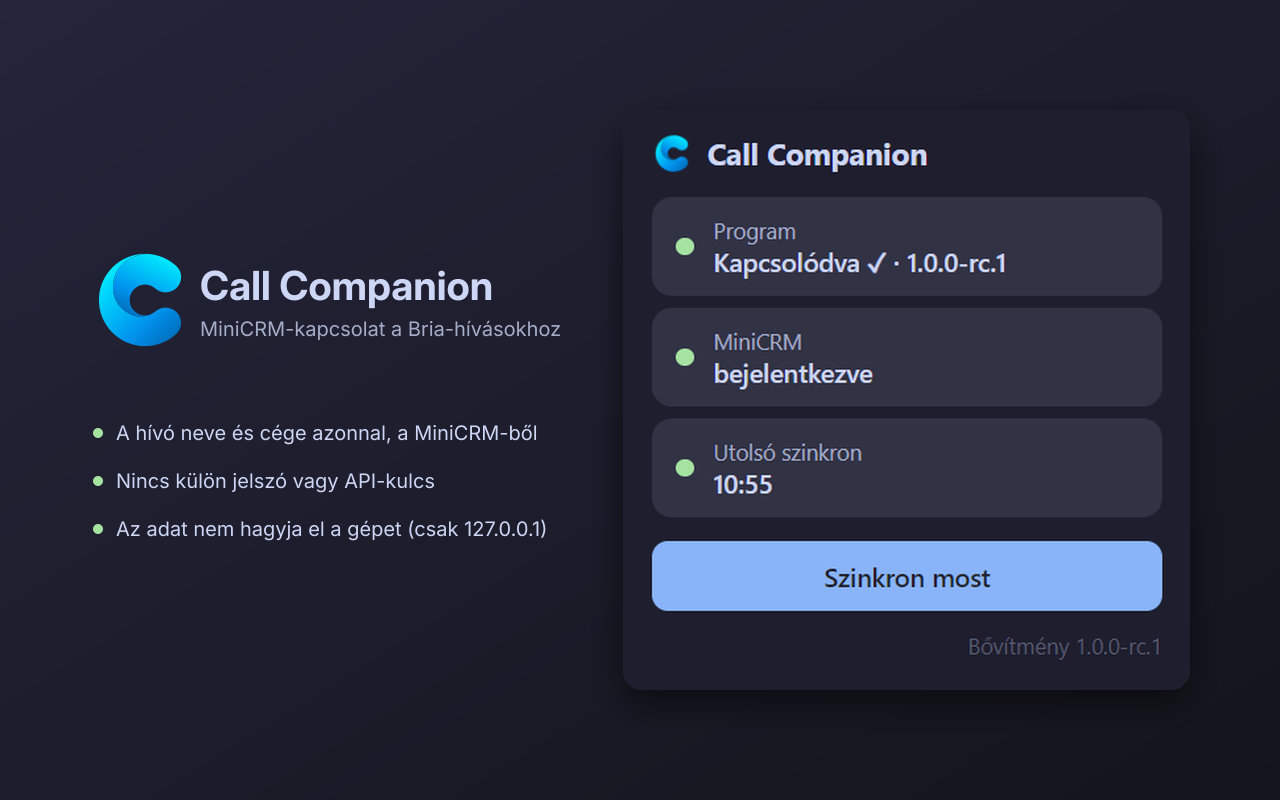 Call Companion
MiniCRM-kapcsolat a Bria-hívásokhoz
A hívó neve és cége azonnal, a MiniCRM-ből
Nincs külön jelszó vagy API-kulcs
Az adat nem hagyja el a gépet (csak 127.0.0.1)
Call Companion
Program
Kapcsolódva ✓ · 1.0.0-rc.1
MiniCRM
bejelentkezve
Utolsó szinkron
10:55
Szinkron most
Bővítmény 1.0.0-rc.1